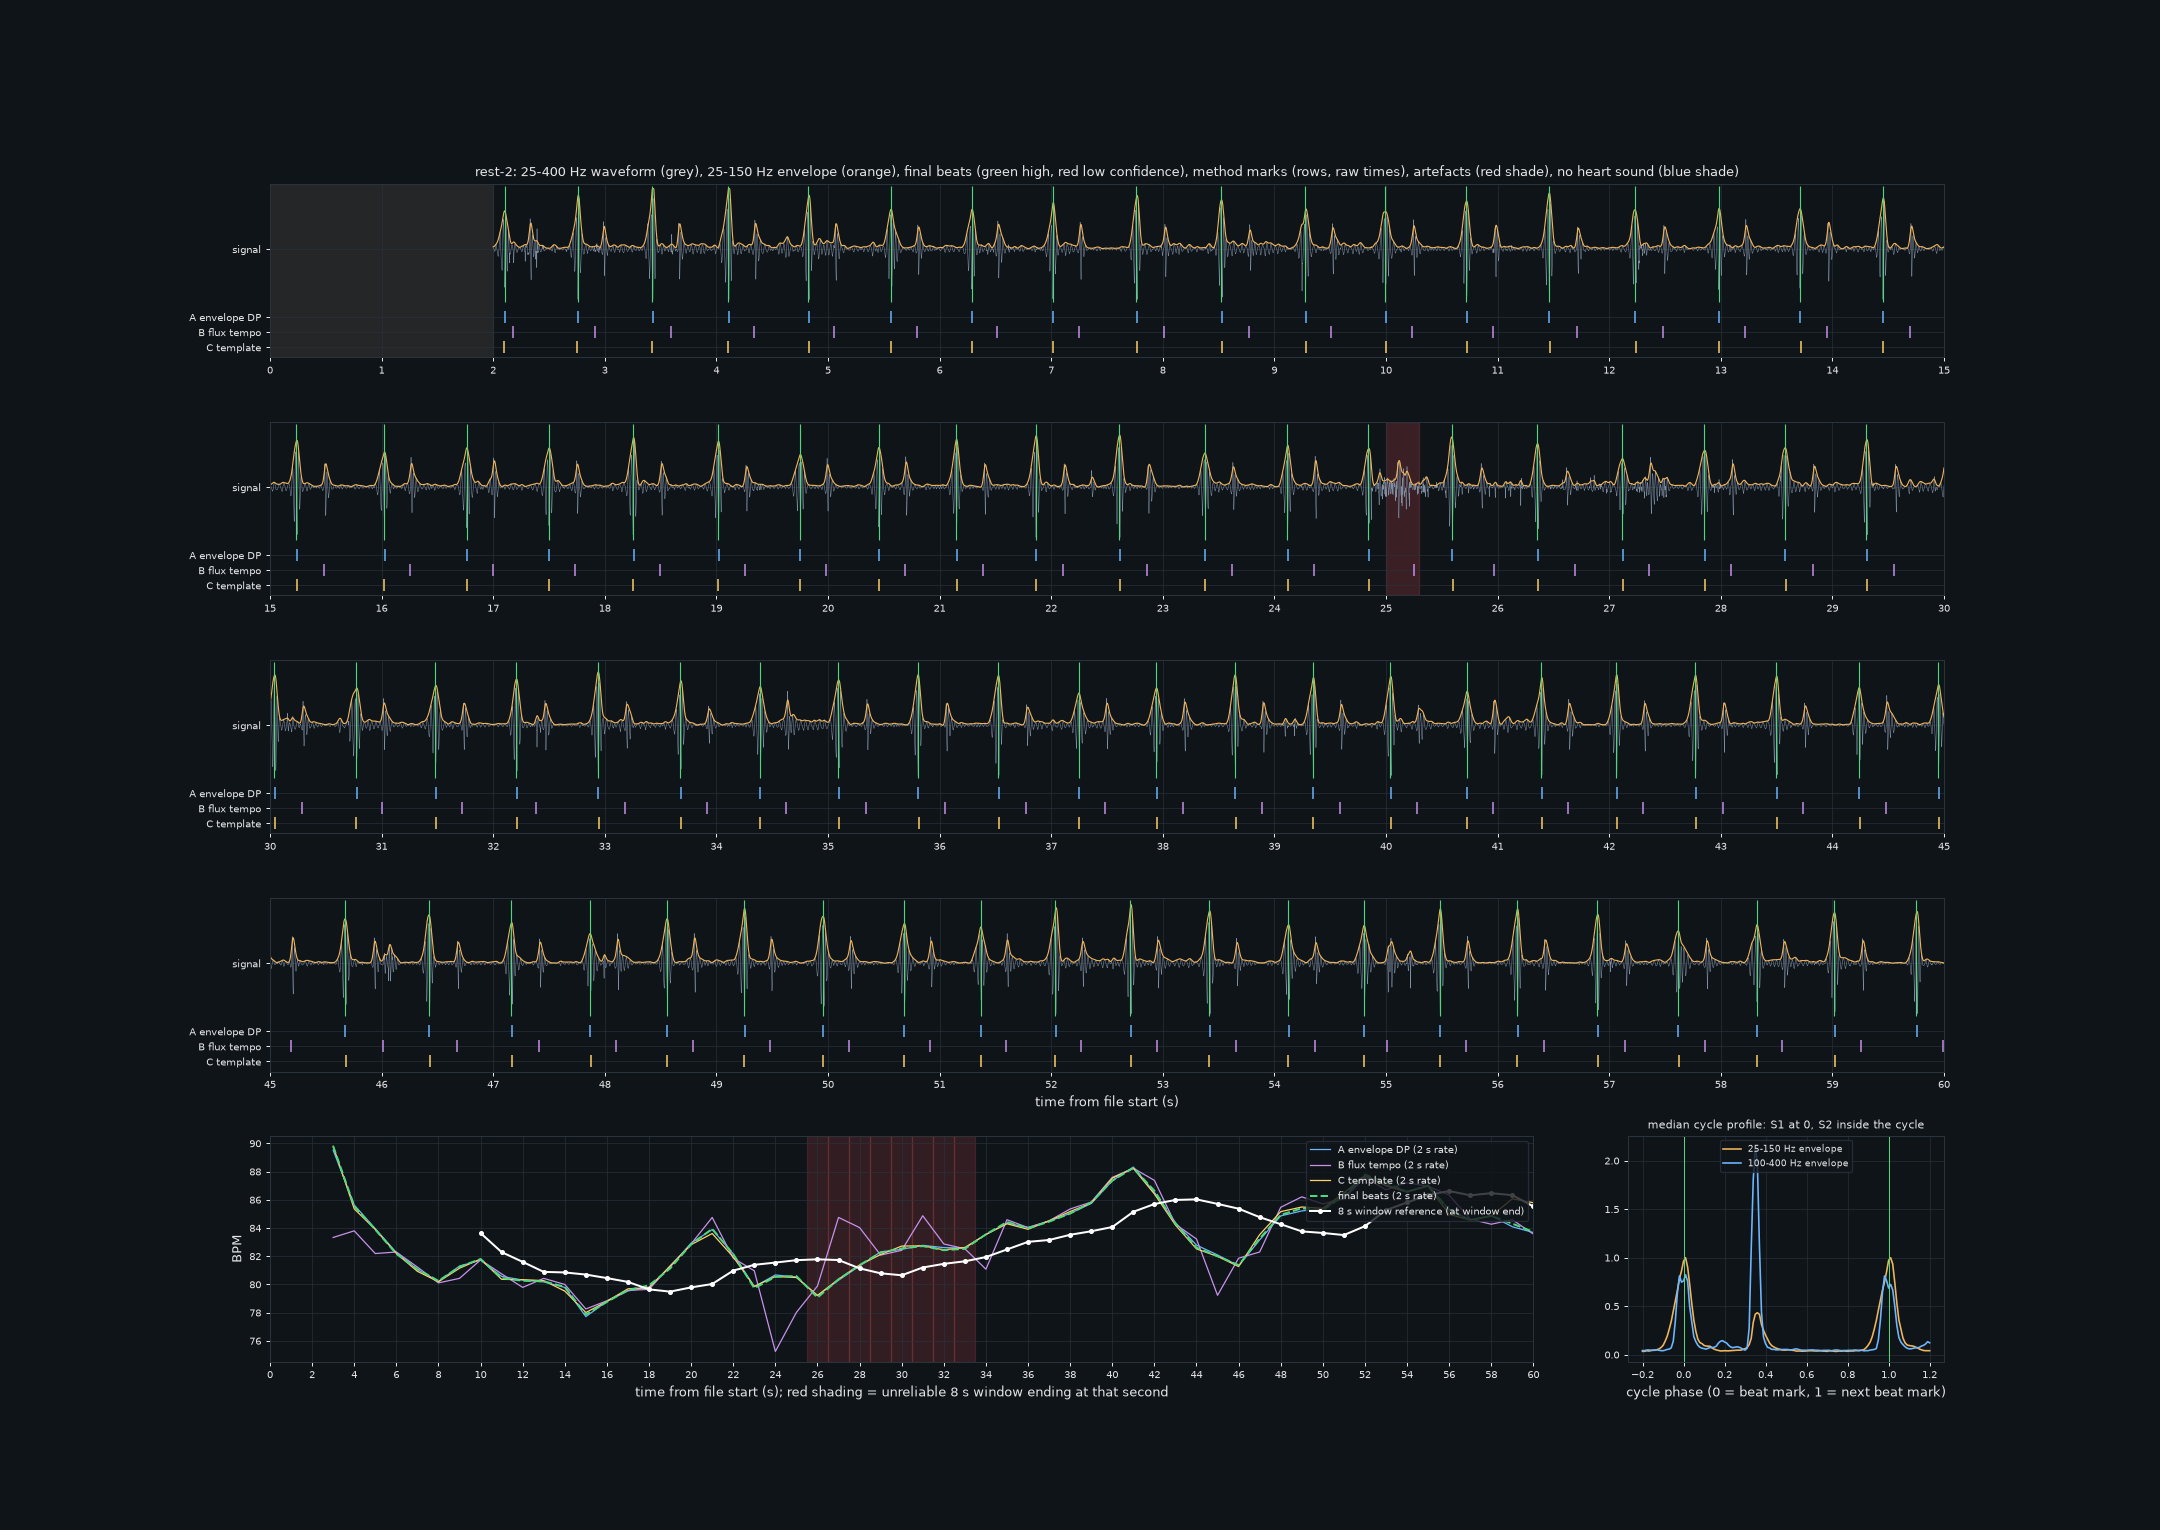 rest-2: 25-400 Hz waveform (grey), 25-150 Hz envelope (orange), final beats (green high, red low confidence), method marks (rows, raw times), artefacts (red shade), no heart sound (blue shade)
signal
A envelope DP
B flux tempo
C template
0 1 2 3 4 5 6 7 8 9 10 11 12 13 14 15
signal
A envelope DP
B flux tempo
C template
15 16 17 18 19 20 21 22 23 24 25 26 27 28 29 30
signal
A envelope DP
B flux tempo
C template
30 31 32 33 34 35 36 37 38 39 40 41 42 43 44 45
signal
A envelope DP
B flux tempo
C template
45 46 47 48 49 50 51 52 53 54 55 56 57 58 59 60
time from file start (s)
BPM
90
88
86
84
82
80
78
76
A envelope DP (2 s rate)
B flux tempo (2 s rate)
C template (2 s rate)
final beats (2 s rate)
8 s window reference (at window end)
0 2 4 6 8 10 12 14 16 18 20 22 24 26 28 30 32 34 36 38 40 42 44 46 48 50 52 54 56 58 60
time from file start (s); red shading = unreliable 8 s window ending at that second
median cycle profile: S1 at 0, S2 inside the cycle
25-150 Hz envelope
100-400 Hz envelope
2.0
1.5
1.0
0.5
0.0
−0.2 0.0 0.2 0.4 0.6 0.8 1.0 1.2
cycle phase (0 = beat mark, 1 = next beat mark)